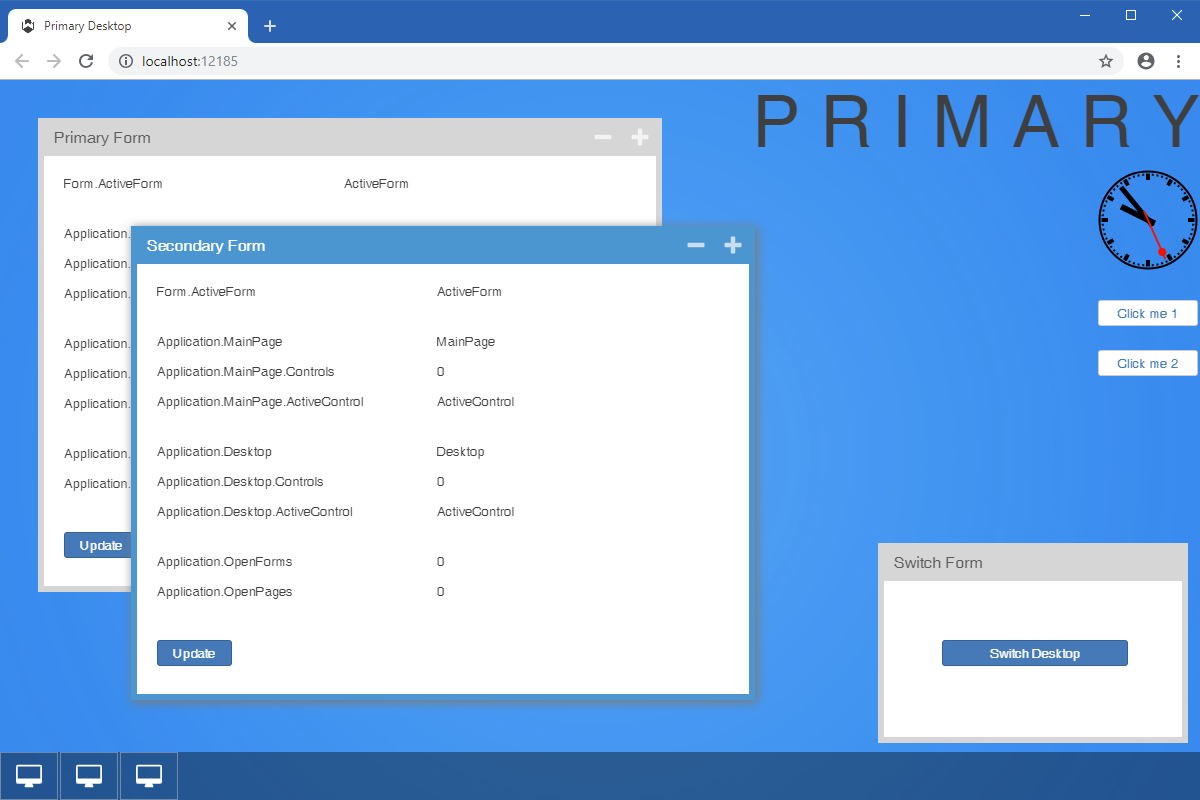 Primary Desktop
localhost:12185
PRIMARY
Primary Form
Form.ActiveForm ActiveForm
Application.
Application.
Application.
Application.
Application.
Application.
Application.
Application.
Update
Secondary Form
Form.ActiveForm ActiveForm
Application.MainPage MainPage
Application.MainPage.Controls 0
Application.MainPage.ActiveControl ActiveControl
Application.Desktop Desktop
Application.Desktop.Controls 0
Application.Desktop.ActiveControl ActiveControl
Application.OpenForms 0
Application.OpenPages 0
Update
Click me 1
Click me 2
Switch Form
Switch Desktop